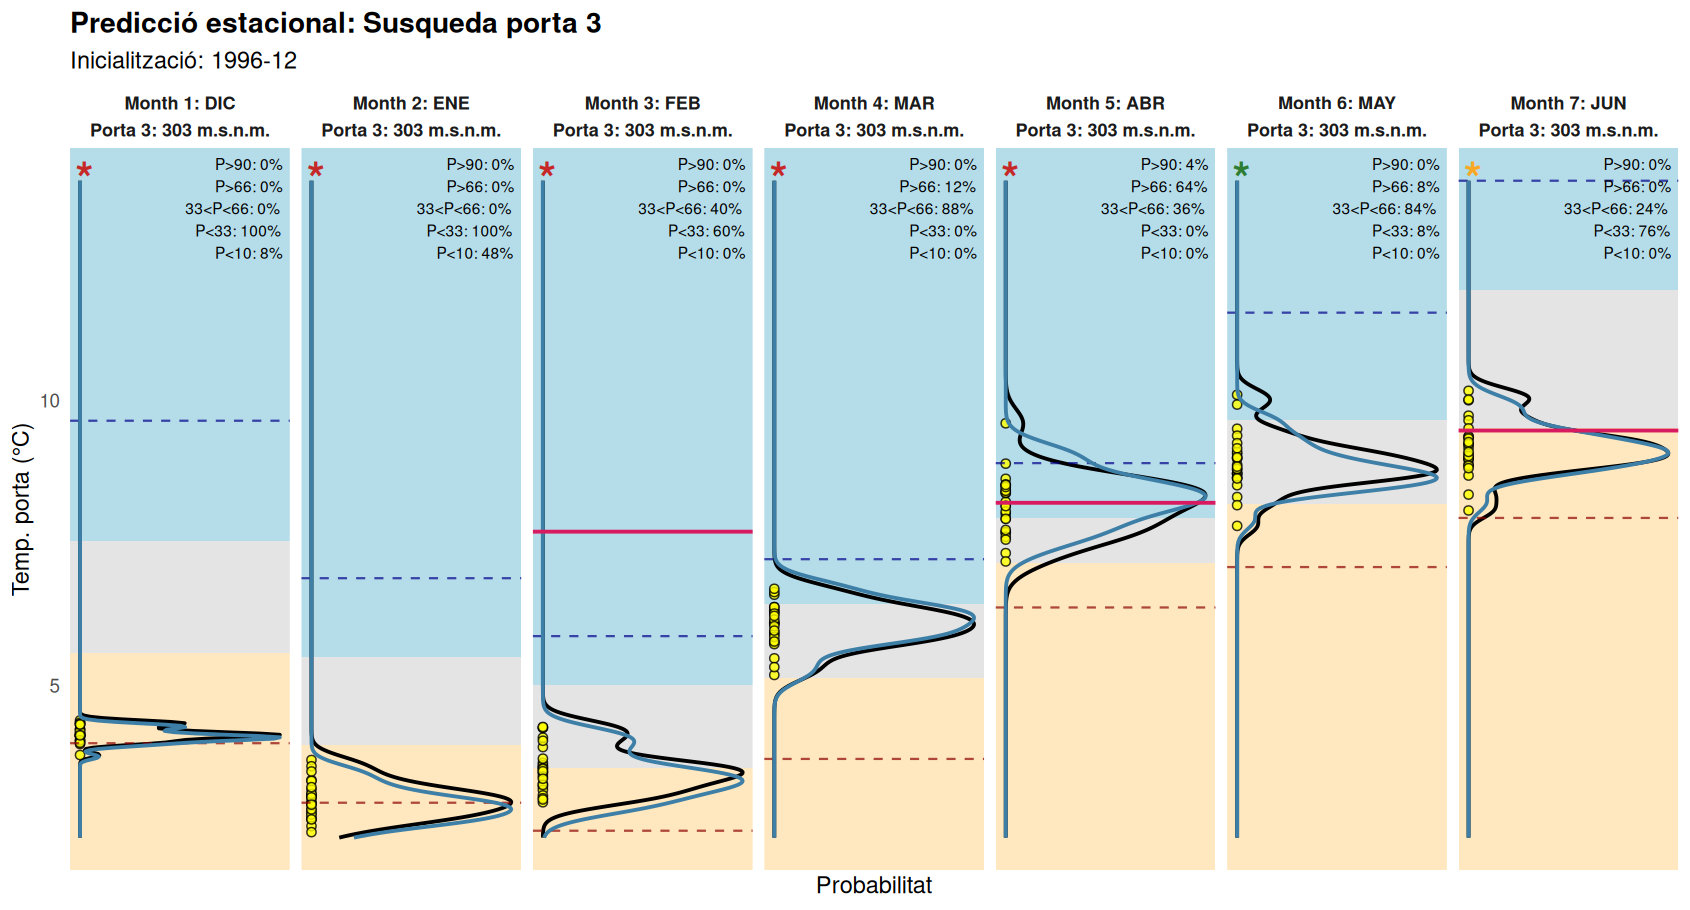 Predicció estacional: Susqueda porta 3
Inicialització: 1996-12
Month 1: DIC
Porta 3: 303 m.s.n.m.
Month 2: ENE
Porta 3: 303 m.s.n.m.
Month 3: FEB
Porta 3: 303 m.s.n.m.
Month 4: MAR
Porta 3: 303 m.s.n.m.
Month 5: ABR
Porta 3: 303 m.s.n.m.
Month 6: MAY
Porta 3: 303 m.s.n.m.
Month 7: JUN
Porta 3: 303 m.s.n.m.
P>90: 0%
P>66: 0%
33<P<66: 0%
P<33: 100%
P<10: 8%
P>90: 0%
P>66: 0%
33<P<66: 0%
P<33: 100%
P<10: 48%
P>90: 0%
P>66: 0%
33<P<66: 40%
P<33: 60%
P<10: 0%
P>90: 0%
P>66: 12%
33<P<66: 88%
P<33: 0%
P<10: 0%
P>90: 4%
P>66: 64%
33<P<66: 36%
P<33: 0%
P<10: 0%
P>90: 0%
P>66: 8%
33<P<66: 84%
P<33: 8%
P<10: 0%
P>90: 0%
P>66: 0%
33<P<66: 24%
P<33: 76%
P<10: 0%
10
5
Temp. porta (°C)
Probabilitat